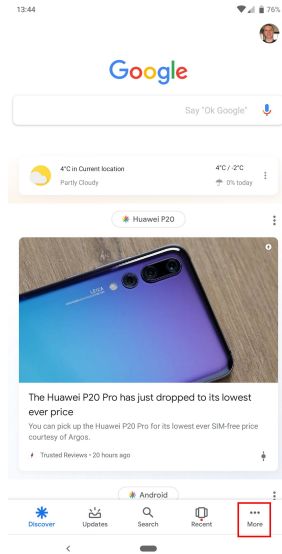 13:44
76%
Google
Say "Ok Google"
4°C in Current location
4°C / -2°C
Partly Cloudy
0% today
Huawei P20
LEICA
The Huawei P20 Pro has just dropped to its lowest
ever price
You can pick up the Huawei P20 Pro for its lowest ever SIM-free price
courtesy of Argos.
Trusted Reviews • 20 hours ago
Android
Discover
Updates
Search
Recent
More